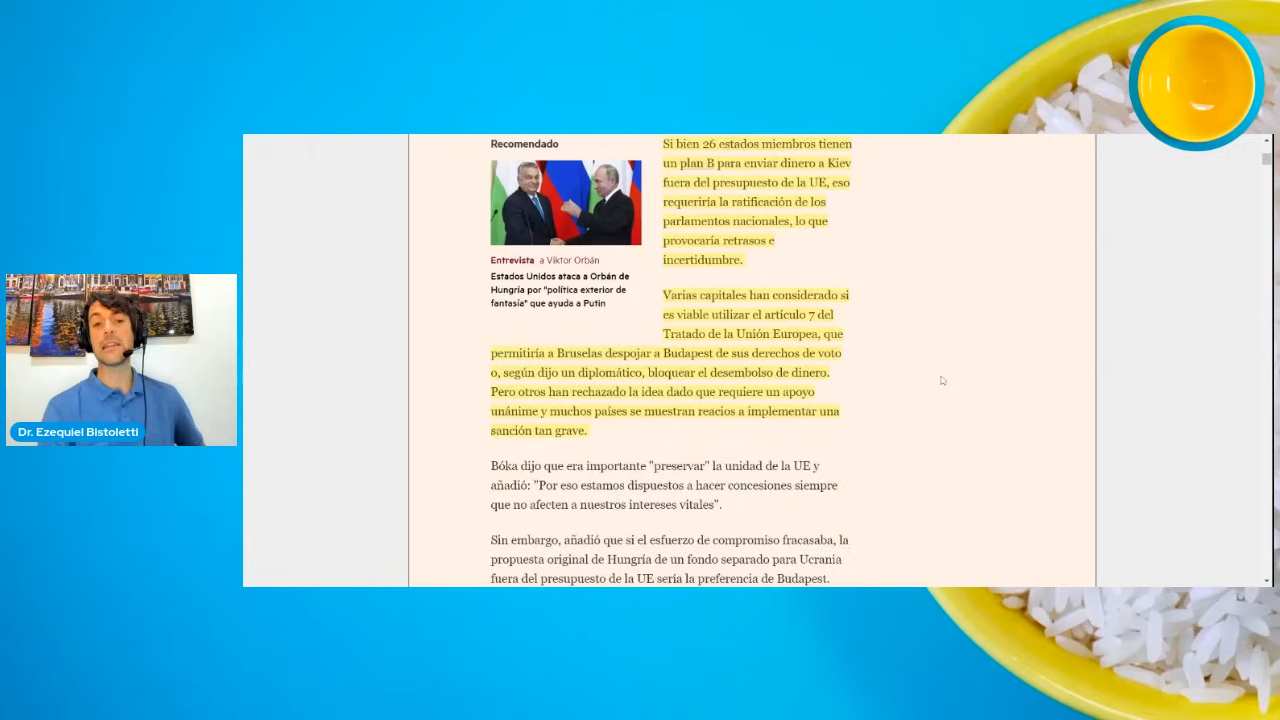 Recomendado
Entrevista a Viktor Orbán
Estados Unidos ataca a Orbán de
Hungría por "política exterior de
fantasía" que ayuda a Putin
Si bien 26 estados miembros tienen
un plan B para enviar dinero a Kiev
fuera del presupuesto de la UE, eso
requeriría la ratificación de los
parlamentos nacionales, lo que
provocaría retrasos e
incertidumbre.
Varias capitales han considerado si
es viable utilizar el artículo 7 del
Tratado de la Unión Europea, que
permitiría a Bruselas despojar a Budapest de sus derechos de voto
o, según dijo un diplomático, bloquear el desembolso de dinero.
Pero otros han rechazado la idea dado que requiere un apoyo
unánime y muchos países se muestran reacios a implementar una
sanción tan grave.
Bóka dijo que era importante "preservar" la unidad de la UE y
añadió: "Por eso estamos dispuestos a hacer concesiones siempre
que no afecten a nuestros intereses vitales".
Sin embargo, añadió que si el esfuerzo de compromiso fracasaba, la
propuesta original de Hungría de un fondo separado para Ucrania
fuera del presupuesto de la UE sería la preferencia de Budapest.
Dr. Ezequiel Bistoletti